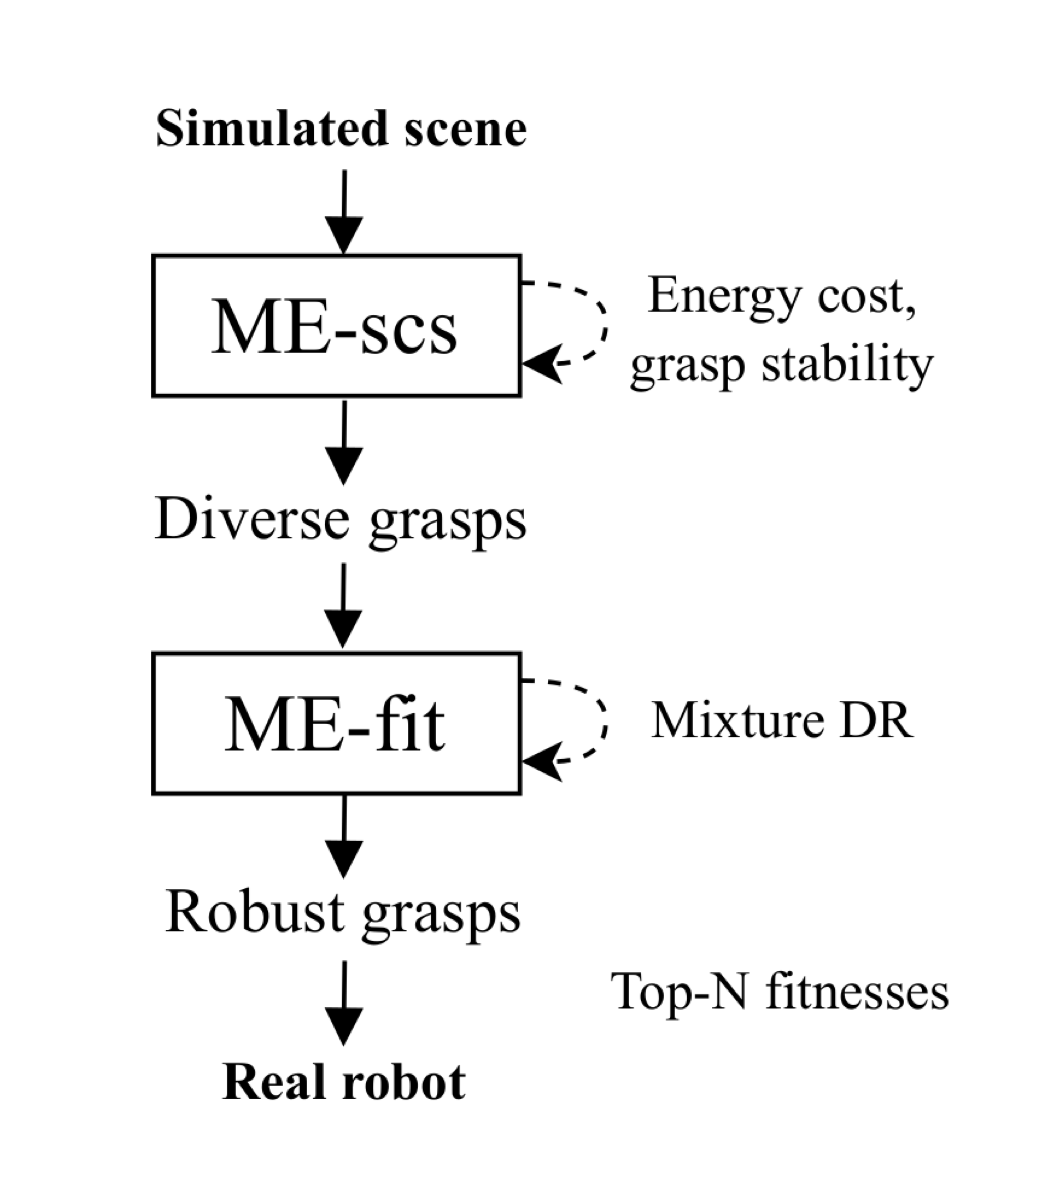 Simulated scene
ME-scs
Energy cost,
grasp stability
Diverse grasps
ME-fit
Mixture DR
Robust grasps
Top-N fitnesses
Real robot